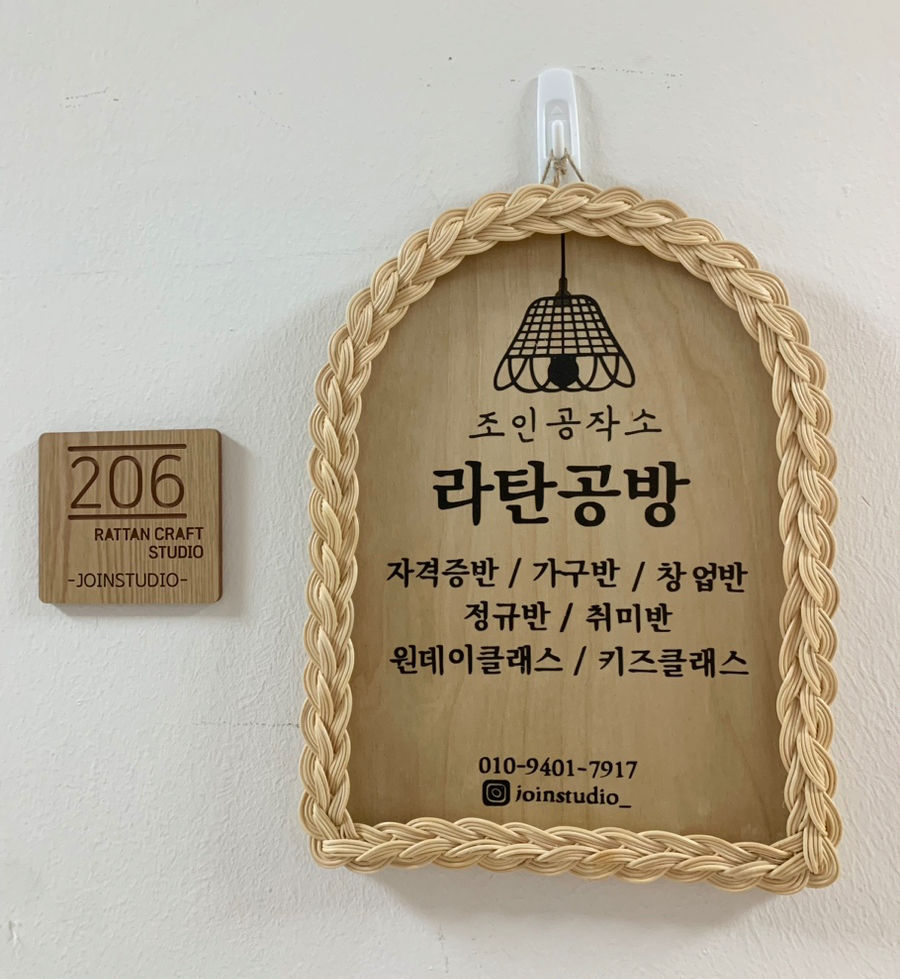 206
RATTAN CRAFT
STUDIO
-JOINSTUDIO-
조인공작소
라탄공방
자격증반 / 가구반 / 창업반
정규반 / 취미반
원데이클래스 / 키즈클래스
010-9401-7917
joinstudio_